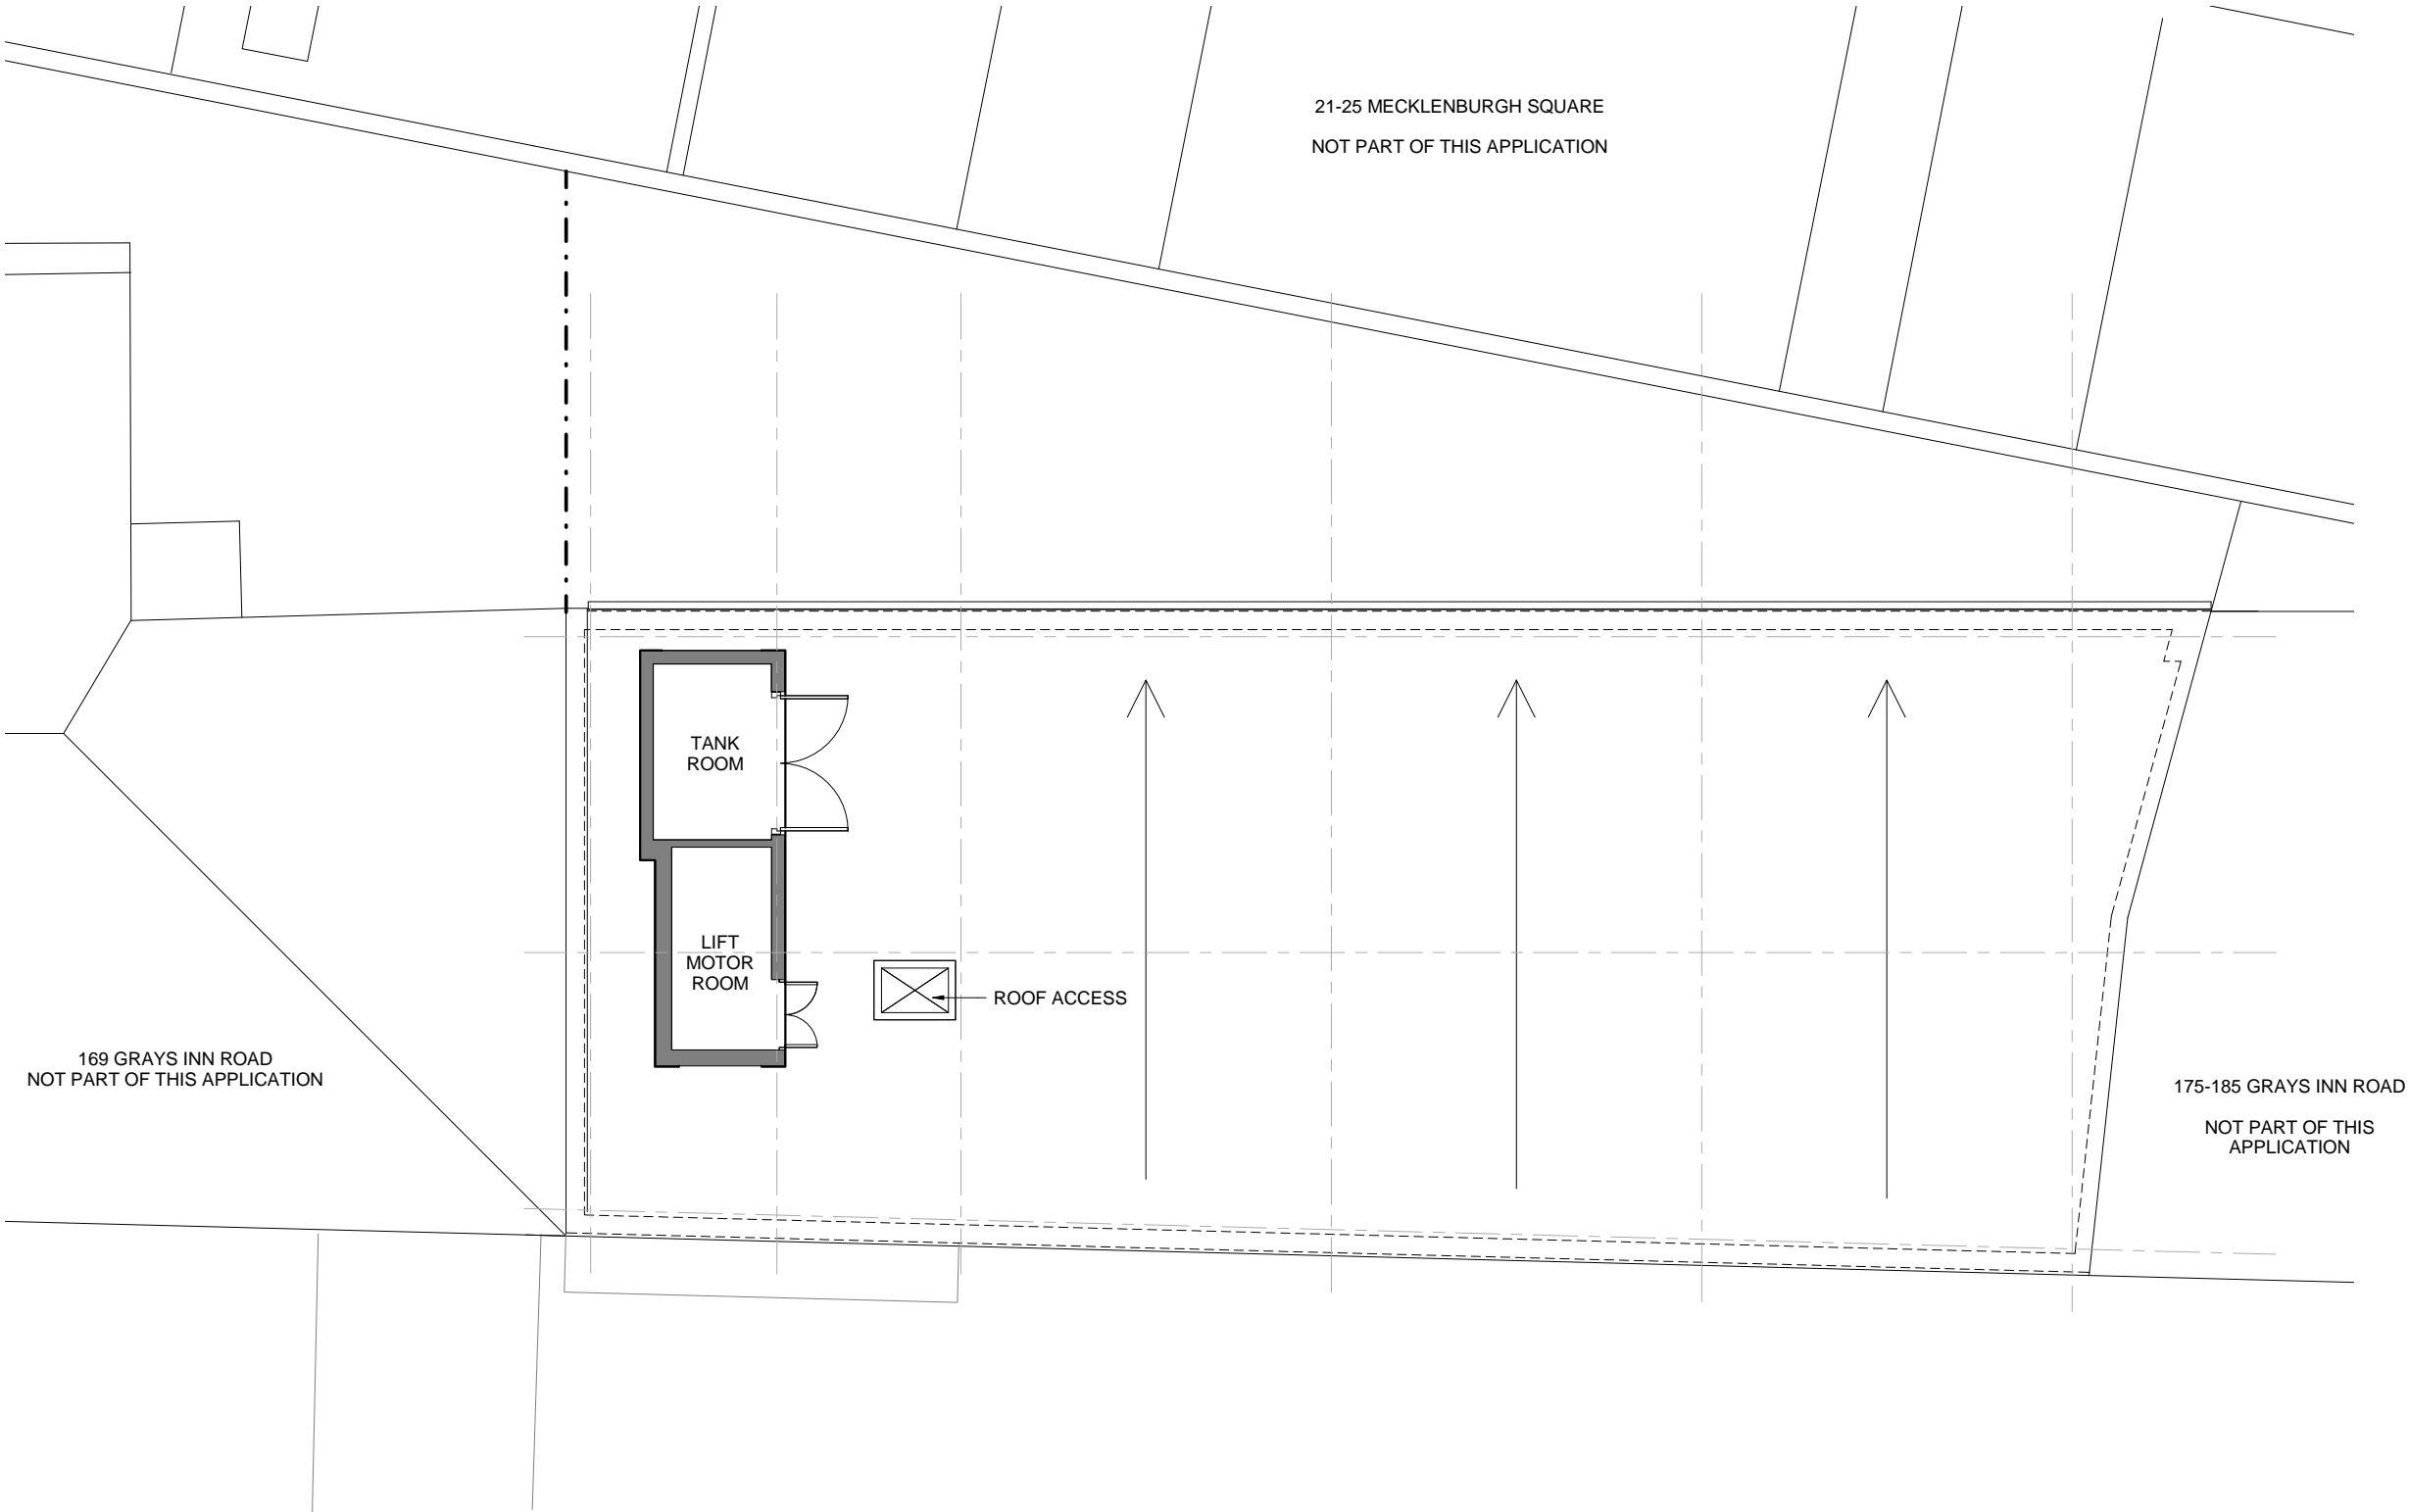 21-25 MECKLENBURGH SQUARE
NOT PART OF THIS APPLICATION
TANK
ROOM
LIFT
MOTOR
ROOM
ROOF ACCESS
169 GRAYS INN ROAD
NOT PART OF THIS APPLICATION
175-185 GRAYS INN ROAD
NOT PART OF THIS
APPLICATION